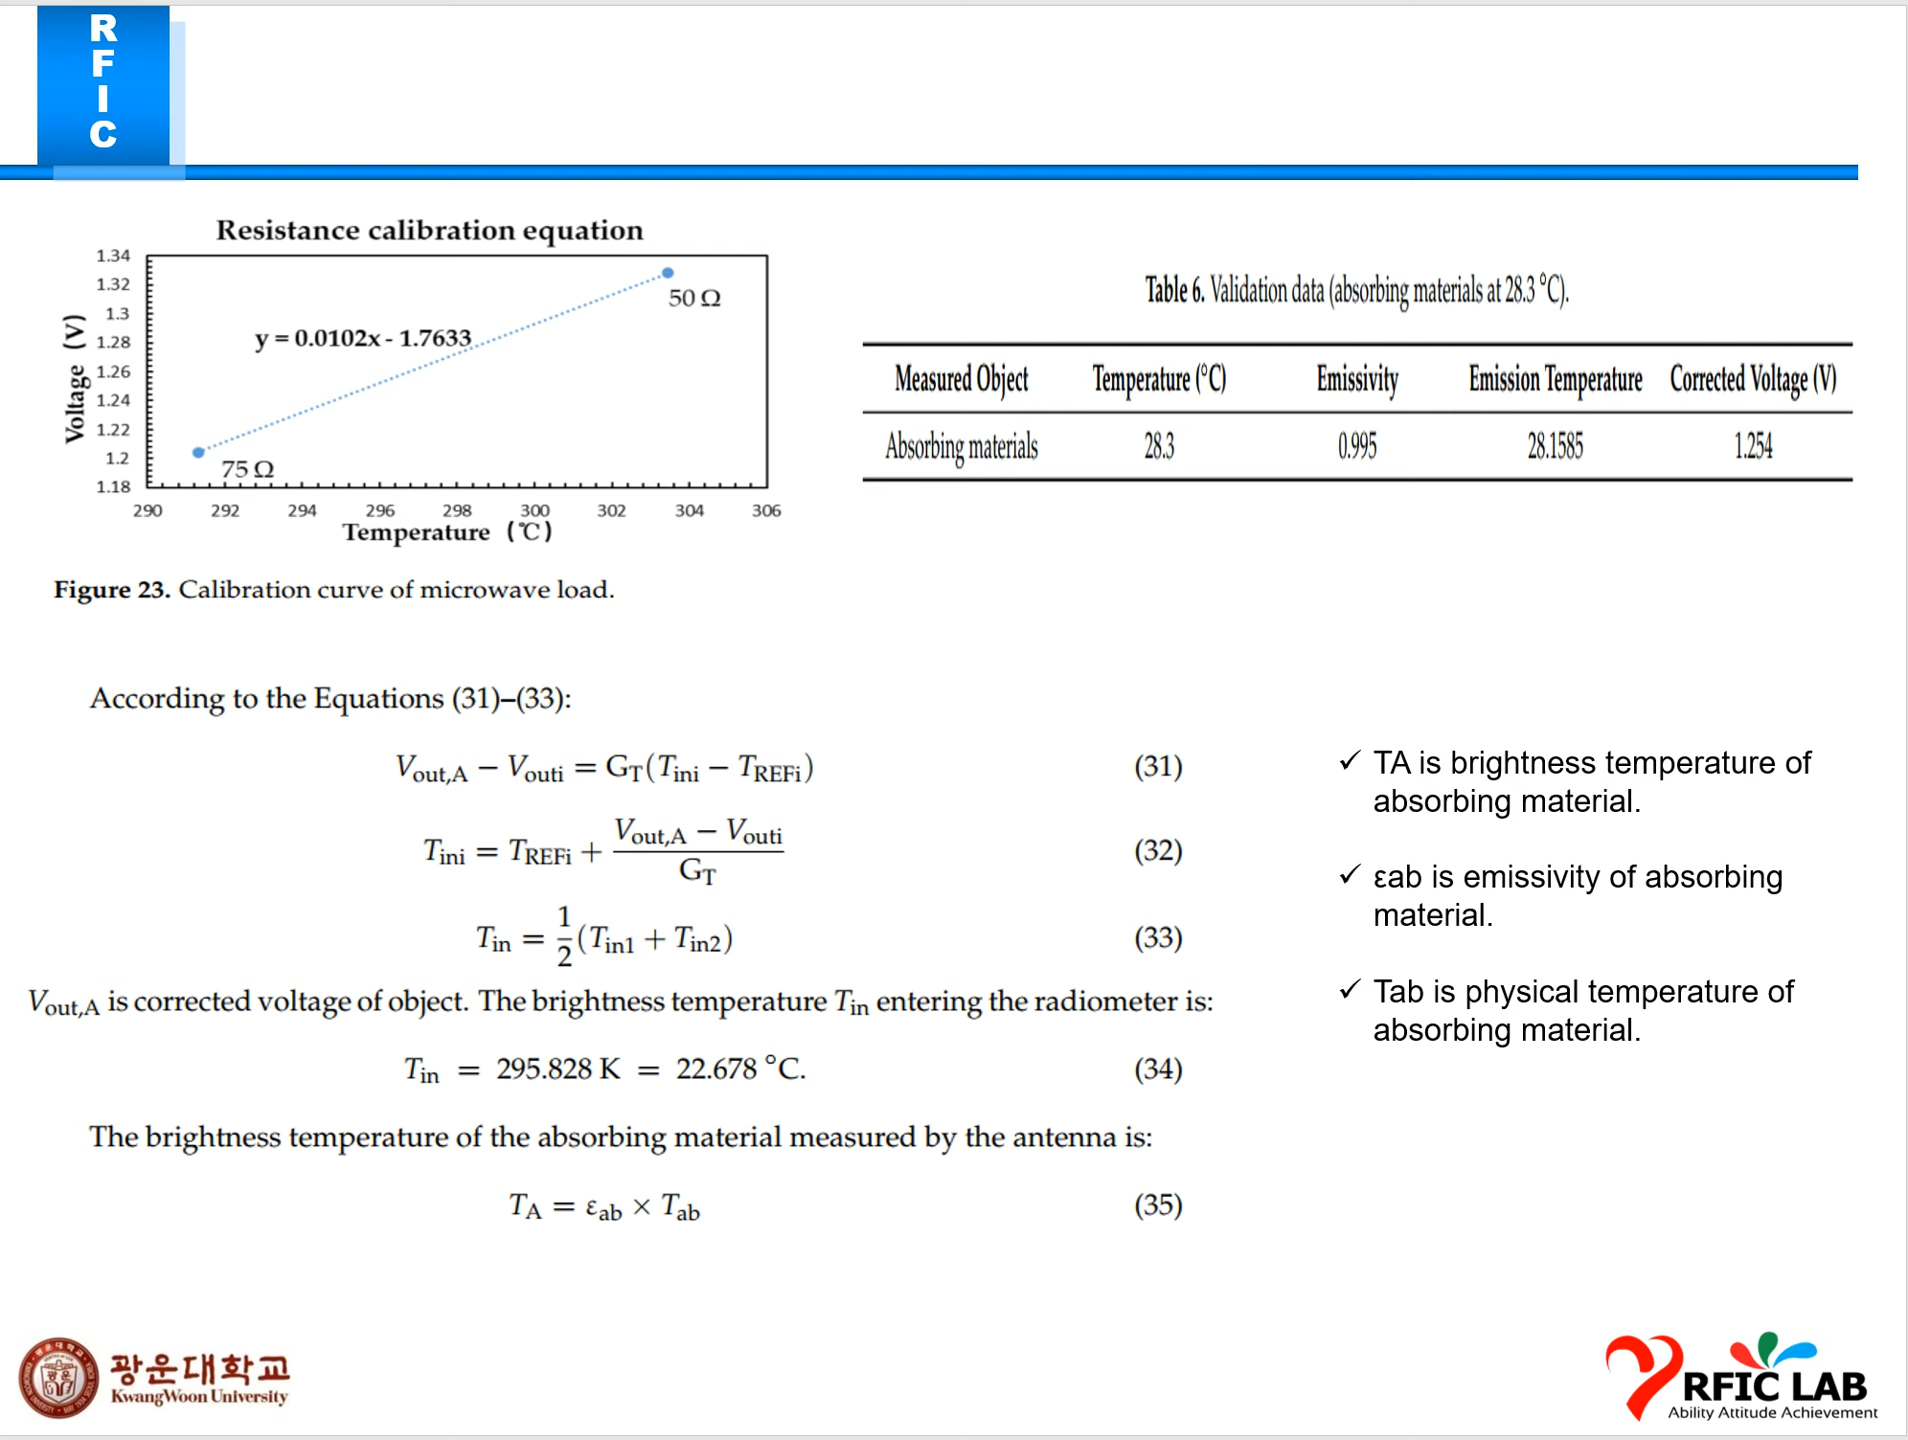 R
F
I
C
Resistance calibration equation
1.34
1.32
1.3
1.28
1.26
1.24
1.22
1.2
1.18
Voltage (V)
50 Ω
y = 0.0102x - 1.7633
75 Ω
290 292 294 296 298 300 302 304 306
Temperature (℃)
Figure 23. Calibration curve of microwave load.
Table 6. Validation data (absorbing materials at 28.3 °C).
Measured Object Temperature (°C) Emissivity Emission Temperature Corrected Voltage (V)
Absorbing materials 28.3 0.995 28.1585 1.254
According to the Equations (31)–(33):
Vout,A − Vouti = GT(Tini − TREFi) (31)
Tini = TREFi + (Vout,A − Vouti) / GT (32)
Tin = 1/2 (Tin1 + Tin2) (33)
Vout,A is corrected voltage of object. The brightness temperature Tin entering the radiometer is:
Tin = 295.828 K = 22.678 °C. (34)
The brightness temperature of the absorbing material measured by the antenna is:
TA = εab × Tab (35)
✓ TA is brightness temperature of
absorbing material.
✓ εab is emissivity of absorbing
material.
✓ Tab is physical temperature of
absorbing material.
광운대학교
KwangWoon University
RFIC LAB
Ability Attitude Achievement